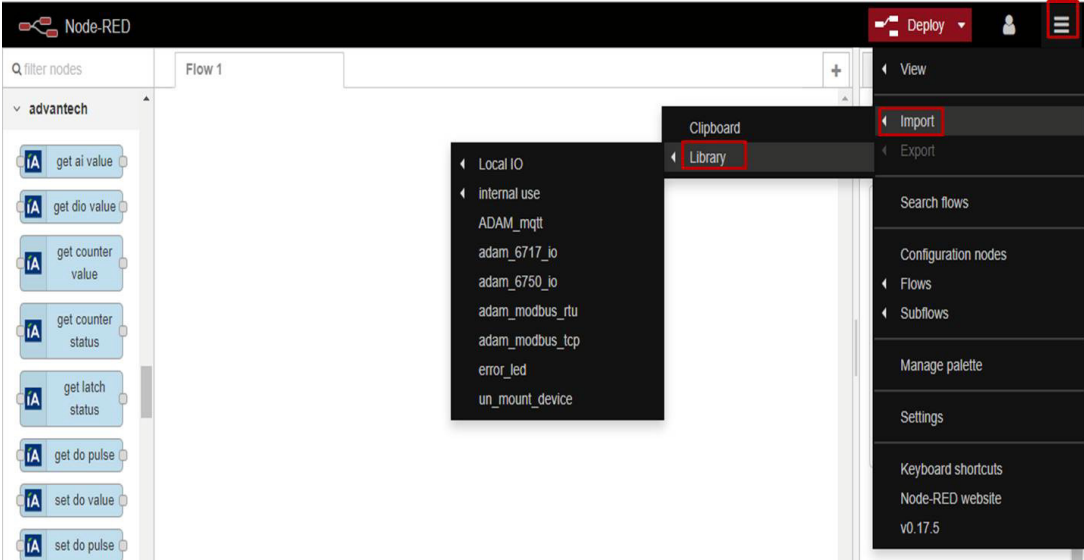 Node-RED
Deploy
filter nodes
Flow 1
+
advantech
get ai value
get dio value
get counter
value
get counter
status
get latch
status
get do pulse
set do value
set do pulse
Local IO
internal use
ADAM_mqtt
adam_6717_io
adam_6750_io
adam_modbus_rtu
adam_modbus_tcp
error_led
un_mount_device
Clipboard
Library
View
Import
Export
Search flows
Configuration nodes
Flows
Subflows
Manage palette
Settings
Keyboard shortcuts
Node-RED website
v0.17.5